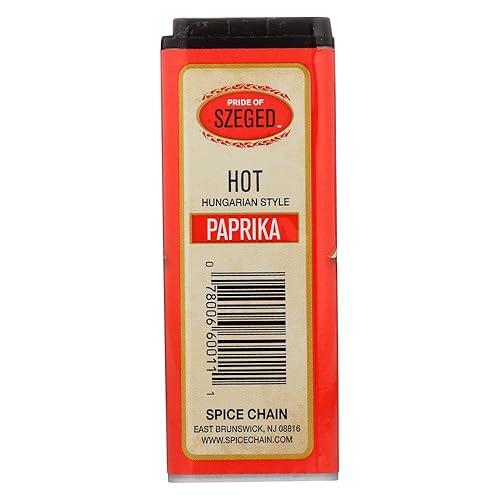 PRIDE OF
SZEGED™
HOT
HUNGARIAN STYLE
PAPRIKA
0 78006 60011 1
SPICE CHAIN
EAST BRUNSWICK, NJ 08816
WWW.SPICECHAIN.COM